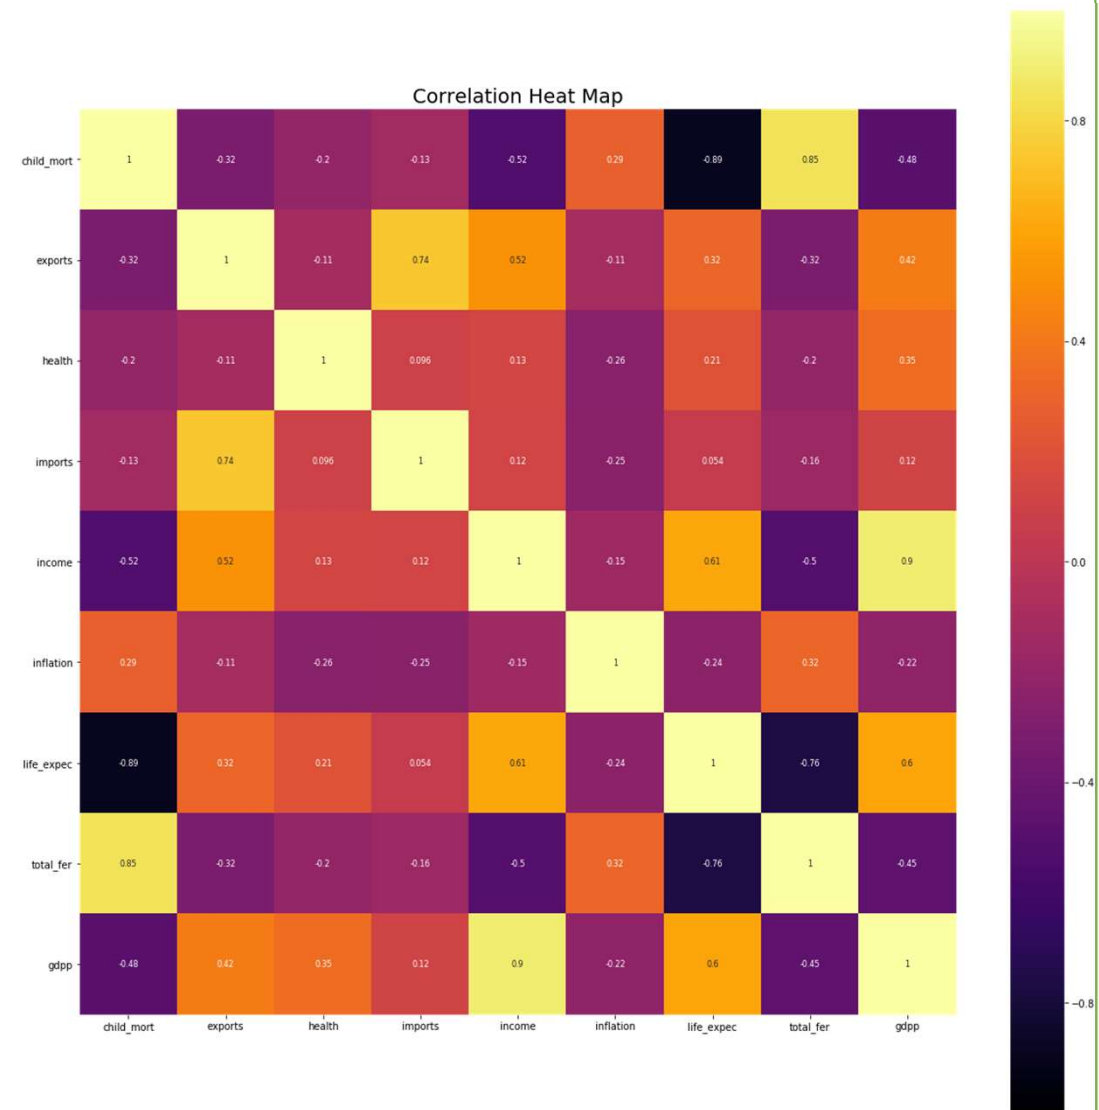 Correlation Heat Map
child_mort 1 -0.32 -0.2 -0.13 -0.52 0.29 -0.89 0.85 -0.48
exports -0.32 1 -0.11 0.74 0.52 -0.11 0.32 -0.32 0.42
health -0.2 -0.11 1 0.096 0.13 -0.26 0.21 -0.2 0.35
imports -0.13 0.74 0.096 1 0.12 -0.25 0.054 -0.16 0.12
income -0.52 0.52 0.13 0.12 1 -0.15 0.61 -0.5 0.9
inflation 0.29 -0.11 -0.26 -0.25 -0.15 1 -0.24 0.32 -0.22
life_expec -0.89 0.32 0.21 0.054 0.61 -0.24 1 -0.76 0.6
total_fer 0.85 -0.32 -0.2 -0.16 -0.5 0.32 -0.76 1 -0.45
gdpp -0.48 0.42 0.35 0.12 0.9 -0.22 0.6 -0.45 1
child_mort exports health imports income inflation life_expec total_fer gdpp
0.8
0.4
0.0
−0.4
−0.8